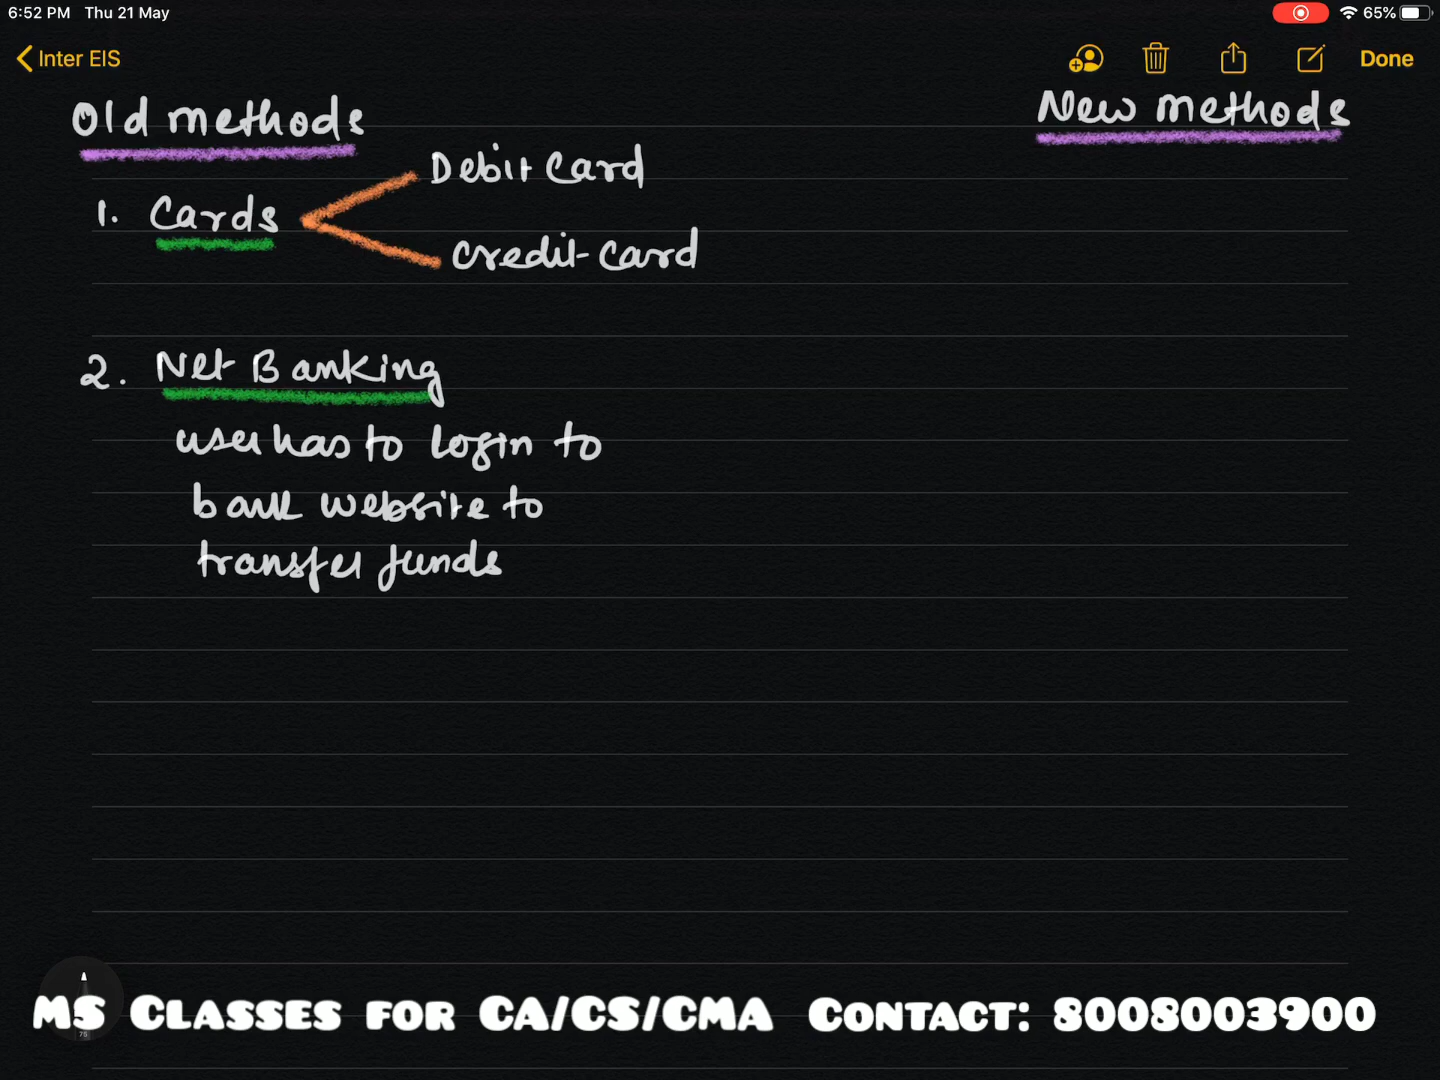 6:52 PM Thu 21 May 65%
Inter EIS Done
Old methods New methods
Debit Card
1. Cards
Credit-Card
2. Net Banking
user has to login to
bank website to
transfer funds
75
MS CLASSES FOR CA/CS/CMA CONTACT: 8008003900